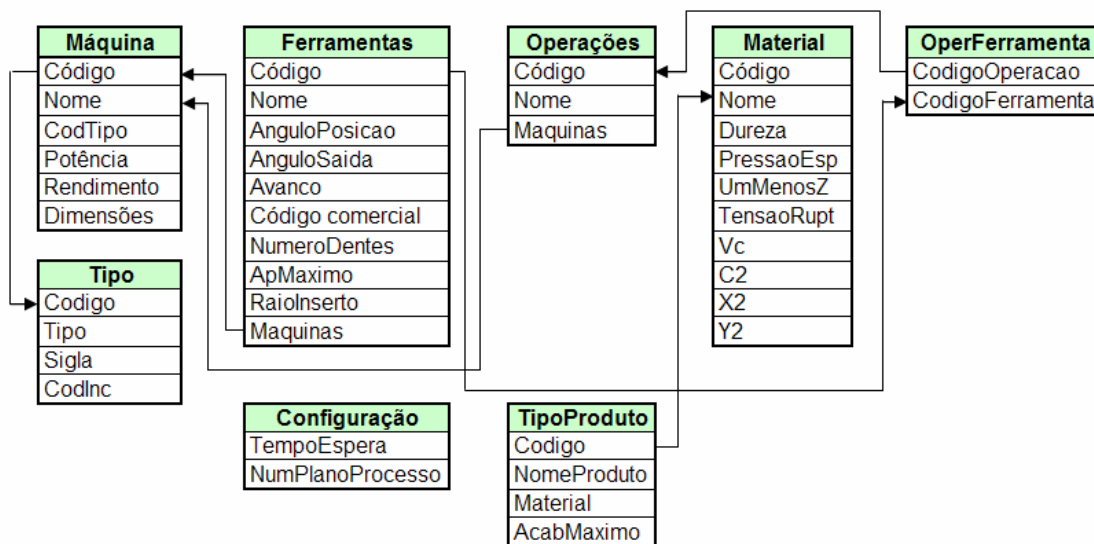 Máquina
Código
Nome
CodTipo
Potência
Rendimento
Dimensões
Tipo
Codigo
Tipo
Sigla
CodInc
Ferramentas
Código
Nome
AnguloPosicao
AnguloSaida
Avanco
Código comercial
NumeroDentes
ApMaximo
RaioInserto
Maquinas
Configuração
TempoEspera
NumPlanoProcesso
Operações
Código
Nome
Maquinas
TipoProduto
Codigo
NomeProduto
Material
AcabMaximo
Material
Código
Nome
Dureza
PressaoEsp
UmMenosZ
TensaoRupt
Vc
C2
X2
Y2
OperFerramenta
CodigoOperacao
CodigoFerramenta